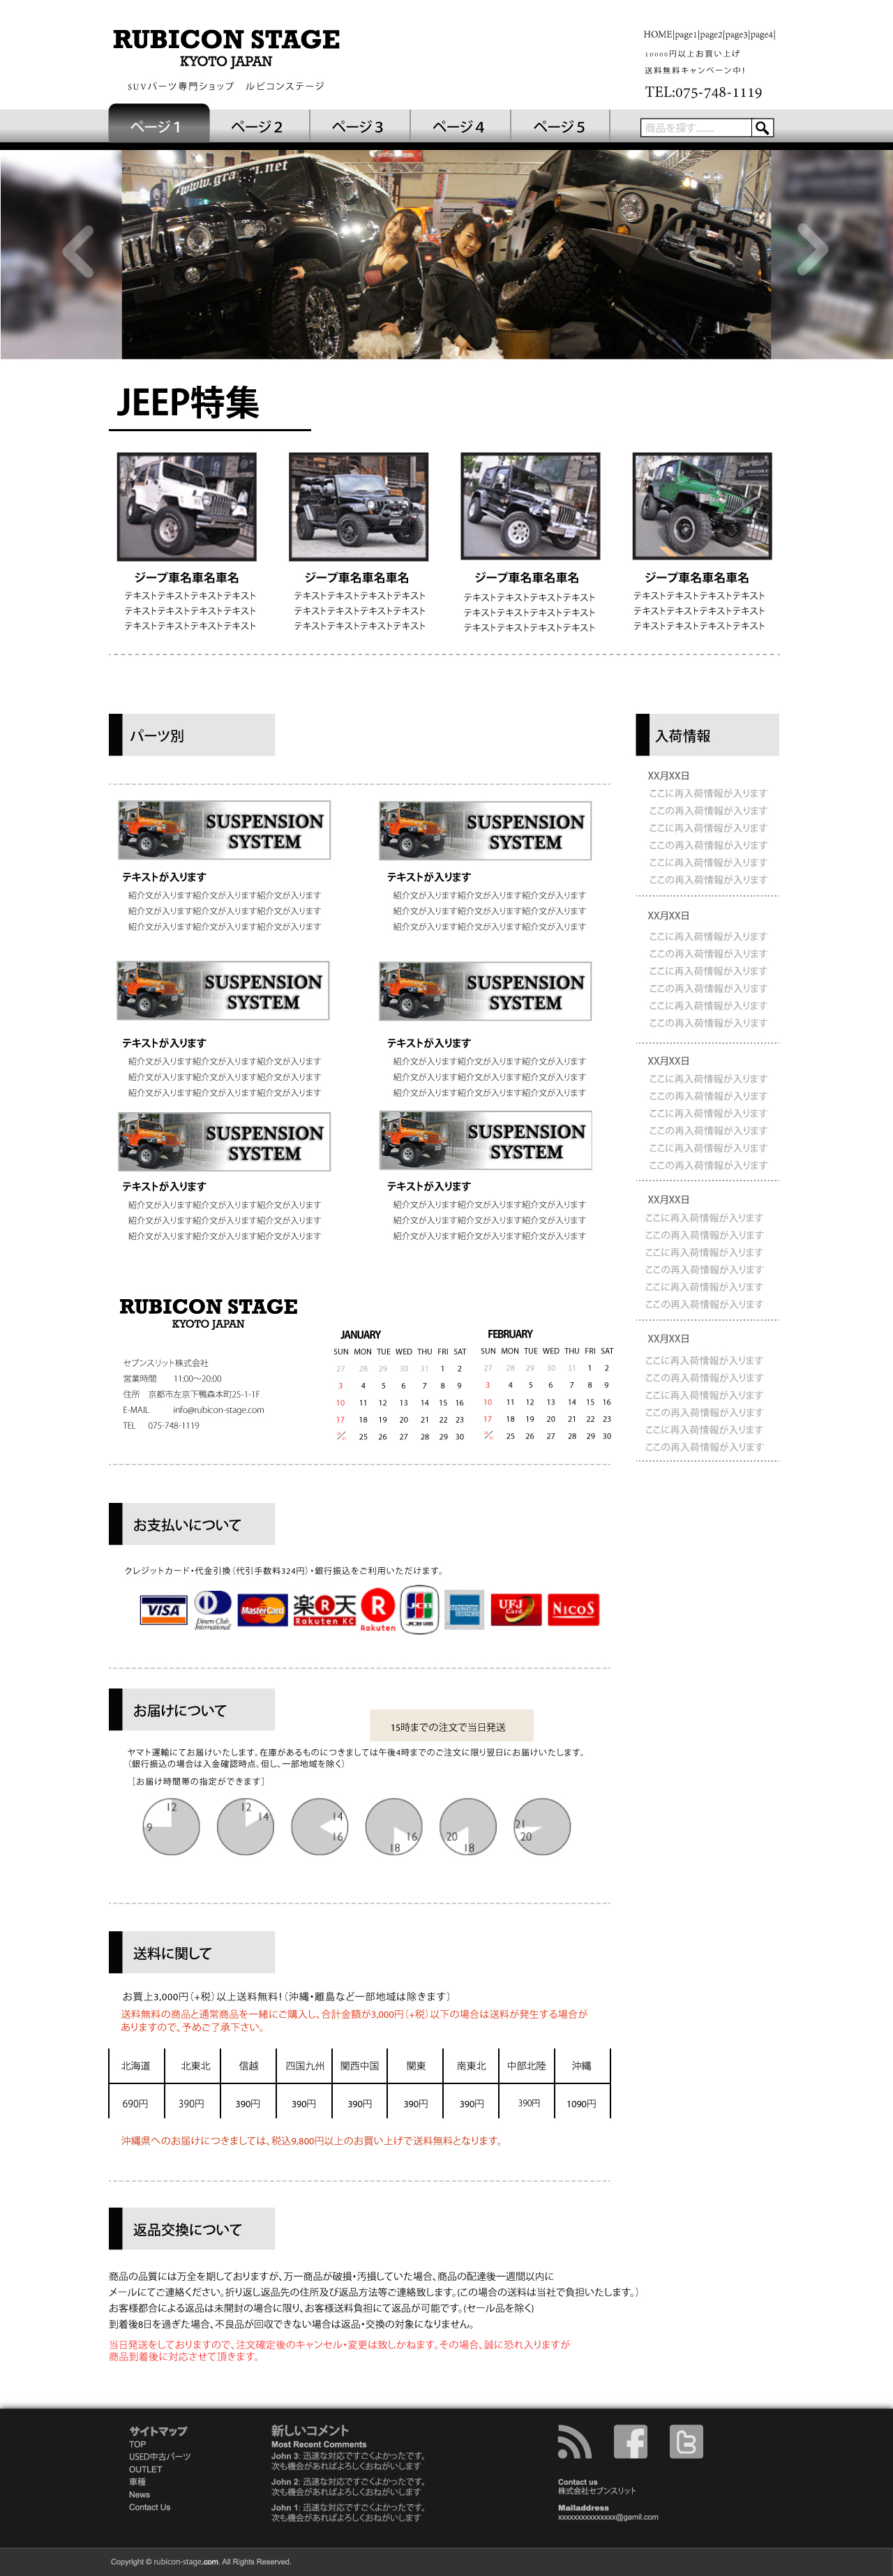 RUBICON STAGE
KYOTO JAPAN
SUVパーツ専門ショップ　ルビコンステージ
HOME|page1|page2|page3|page4|
10000円以上お買い上げ
送料無料キャンペーン中!
TEL:075-748-1119
ページ1 ページ2 ページ3 ページ4 ページ5
商品を探す.......
JEEP特集
ジープ車名車名車名 ジープ車名車名車名 ジープ車名車名車名 ジープ車名車名車名
テキストテキストテキストテキスト テキストテキストテキストテキスト テキストテキストテキストテキスト テキストテキストテキストテキスト
テキストテキストテキストテキスト テキストテキストテキストテキスト テキストテキストテキストテキスト テキストテキストテキストテキスト
テキストテキストテキストテキスト テキストテキストテキストテキスト テキストテキストテキストテキスト テキストテキストテキストテキスト
パーツ別
SUSPENSION SUSPENSION
SYSTEM SYSTEM
テキストが入ります テキストが入ります
紹介文が入ります紹介文が入ります紹介文が入ります 紹介文が入ります紹介文が入ります紹介文が入ります
紹介文が入ります紹介文が入ります紹介文が入ります 紹介文が入ります紹介文が入ります紹介文が入ります
紹介文が入ります紹介文が入ります紹介文が入ります 紹介文が入ります紹介文が入ります紹介文が入ります
SUSPENSION SUSPENSION
SYSTEM SYSTEM
テキストが入ります テキストが入ります
紹介文が入ります紹介文が入ります紹介文が入ります 紹介文が入ります紹介文が入ります紹介文が入ります
紹介文が入ります紹介文が入ります紹介文が入ります 紹介文が入ります紹介文が入ります紹介文が入ります
紹介文が入ります紹介文が入ります紹介文が入ります 紹介文が入ります紹介文が入ります紹介文が入ります
SUSPENSION SUSPENSION
SYSTEM SYSTEM
テキストが入ります テキストが入ります
紹介文が入ります紹介文が入ります紹介文が入ります 紹介文が入ります紹介文が入ります紹介文が入ります
紹介文が入ります紹介文が入ります紹介文が入ります 紹介文が入ります紹介文が入ります紹介文が入ります
紹介文が入ります紹介文が入ります紹介文が入ります 紹介文が入ります紹介文が入ります紹介文が入ります
入荷情報
XX月XX日
ここに再入荷情報が入ります
ここの再入荷情報が入ります
ここに再入荷情報が入ります
ここの再入荷情報が入ります
ここに再入荷情報が入ります
ここの再入荷情報が入ります
XX月XX日
ここに再入荷情報が入ります
ここの再入荷情報が入ります
ここに再入荷情報が入ります
ここの再入荷情報が入ります
ここに再入荷情報が入ります
ここの再入荷情報が入ります
XX月XX日
ここに再入荷情報が入ります
ここの再入荷情報が入ります
ここに再入荷情報が入ります
ここの再入荷情報が入ります
ここに再入荷情報が入ります
ここの再入荷情報が入ります
XX月XX日
ここに再入荷情報が入ります
ここの再入荷情報が入ります
ここに再入荷情報が入ります
ここの再入荷情報が入ります
ここに再入荷情報が入ります
ここの再入荷情報が入ります
XX月XX日
ここに再入荷情報が入ります
ここの再入荷情報が入ります
ここに再入荷情報が入ります
ここの再入荷情報が入ります
ここに再入荷情報が入ります
ここの再入荷情報が入ります
RUBICON STAGE
KYOTO JAPAN
セブンスリット株式会社
営業時間　11:00〜20:00
住所　京都市左京下鴨森本町25-1-1F
E-MAIL　info@rubicon-stage.com
TEL　075-748-1119
JANUARY
SUN MON TUE WED THU FRI SAT
27 28 29 30 31 1 2
3 4 5 6 7 8 9
10 11 12 13 14 15 16
17 18 19 20 21 22 23
25 26 27 28 29 30
FEBRUARY
SUN MON TUE WED THU FRI SAT
27 28 29 30 31 1 2
3 4 5 6 7 8 9
10 11 12 13 14 15 16
17 18 19 20 21 22 23
25 26 27 28 29 30
お支払いについて
クレジットカード・代金引換（代引手数料324円）・銀行振込をご利用いただけます。
VISA Diners Club International MasterCard 楽天 Rakuten KC R Rakuten JCB AMERICAN EXPRESS UFJ Card NICOS
お届けについて
15時までの注文で当日発送
ヤマト運輸にてお届けいたします。在庫があるものにつきましては午後4時までのご注文に限り翌日にお届けいたします。
（銀行振込の場合は入金確認時点。但し、一部地域を除く）
［お届け時間帯の指定ができます］
9 12 12 14 14 16 16 18 18 20 20 21
送料に関して
お買上3,000円（+税）以上送料無料!（沖縄・離島など一部地域は除きます）
送料無料の商品と通常商品を一緒にご購入し、合計金額が3,000円（+税）以下の場合は送料が発生する場合が
ありますので、予めご了承下さい。
北海道 北東北 信越 四国九州 関西中国 関東 南東北 中部北陸 沖縄
690円 390円 390円 390円 390円 390円 390円 390円 1090円
沖縄県へのお届けにつきましては、税込9,800円以上のお買い上げで送料無料となります。
返品交換について
商品の品質には万全を期しておりますが、万一商品が破損・汚損していた場合、商品の配達後一週間以内に
メールにてご連絡ください。折り返し返品先の住所及び返品方法等ご連絡致します。(この場合の送料は当社で負担いたします。）
お客様都合による返品は未開封の場合に限り、お客様送料負担にて返品が可能です。(セール品を除く)
到着後8日を過ぎた場合、不良品が回収できない場合は返品・交換の対象になりません。
当日発送をしておりますので、注文確定後のキャンセル・変更は致しかねます。その場合、誠に恐れ入りますが
商品到着後に対応させて頂きます。
サイトマップ
TOP
USED中古パーツ
OUTLET
車種
News
Contact Us
新しいコメント
Most Recent Comments
John 3: 迅速な対応ですごくよかったです。
次も機会があればよろしくおねがいします
John 2: 迅速な対応ですごくよかったです。
次も機会があればよろしくおねがいします
John 1: 迅速な対応ですごくよかったです。
次も機会があればよろしくおねがいします
Contact us
株式会社セブンスリット
Mailaddress
xxxxxxxxxxxxxxx@gamil.com
Copyright © rubicon-stage.com. All Rights Reserved.